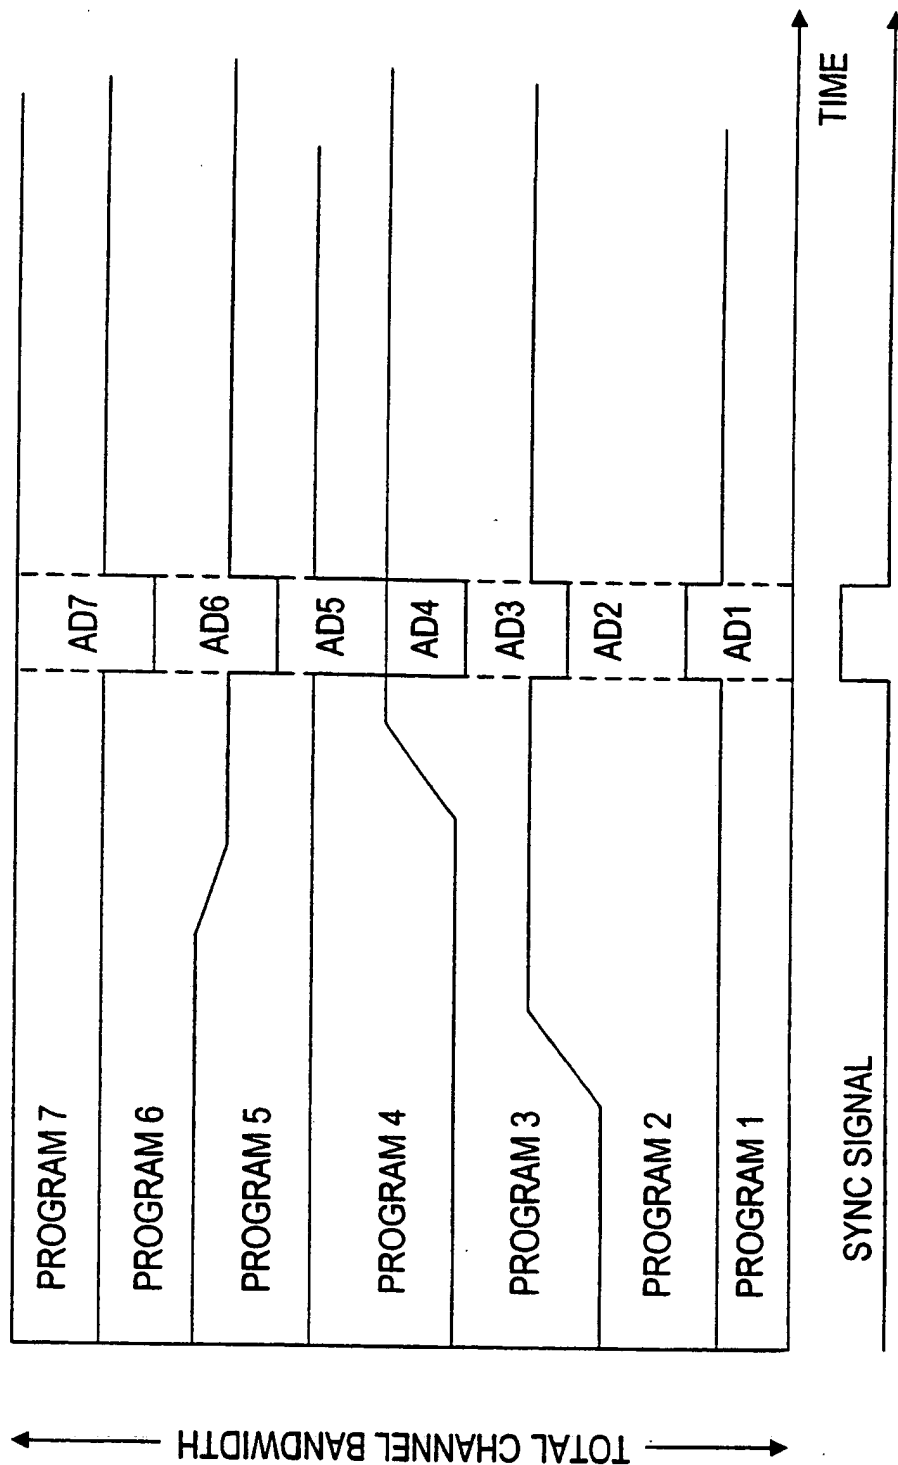 TOTAL CHANNEL BANDWIDTH
PROGRAM 7
PROGRAM 6
PROGRAM 5
PROGRAM 4
PROGRAM 3
PROGRAM 2
PROGRAM 1
AD7
AD6
AD5
AD4
AD3
AD2
AD1
TIME
SYNC SIGNAL